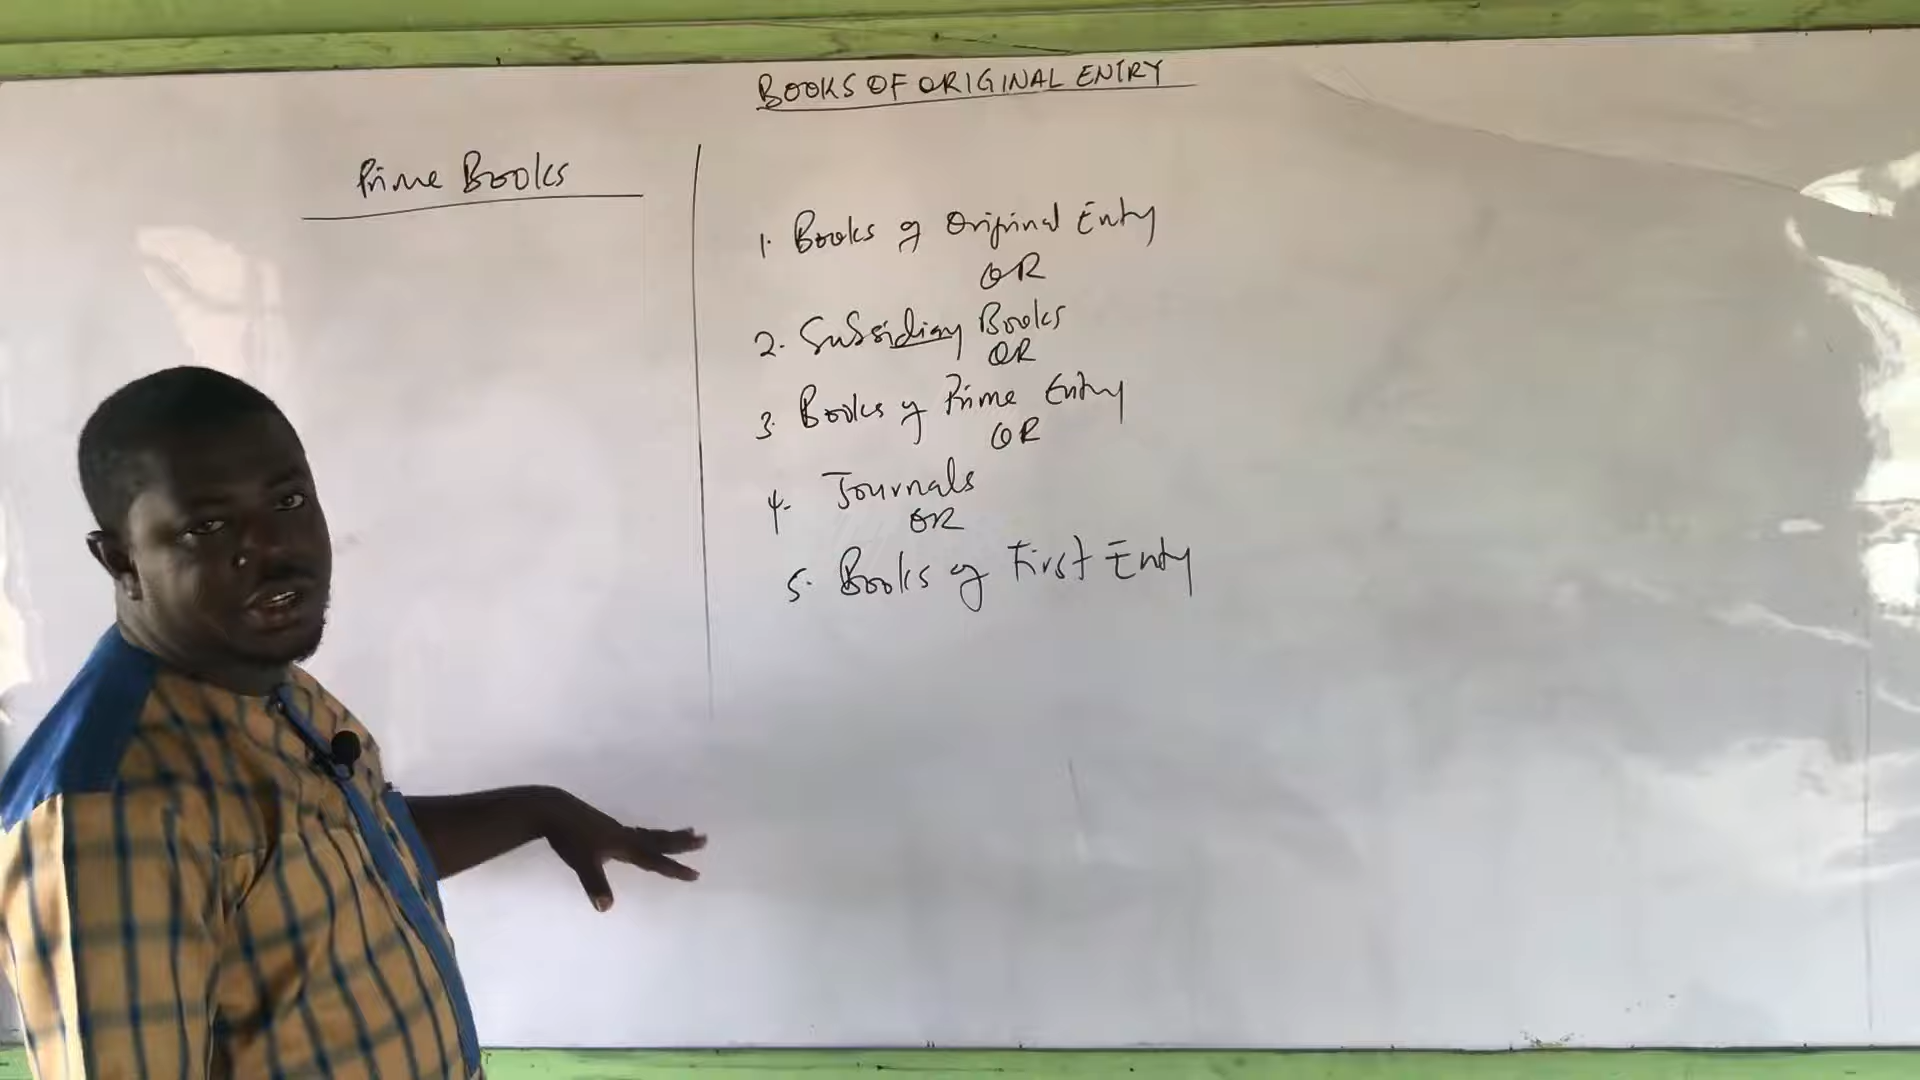 BOOKS OF ORIGINAL ENTRY
Prime Books
1. Books of Original Entry
OR
2. Subsidiary Books
OR
3. Books of Prime Entry
OR
4. Journals
OR
5. Books of First Entry